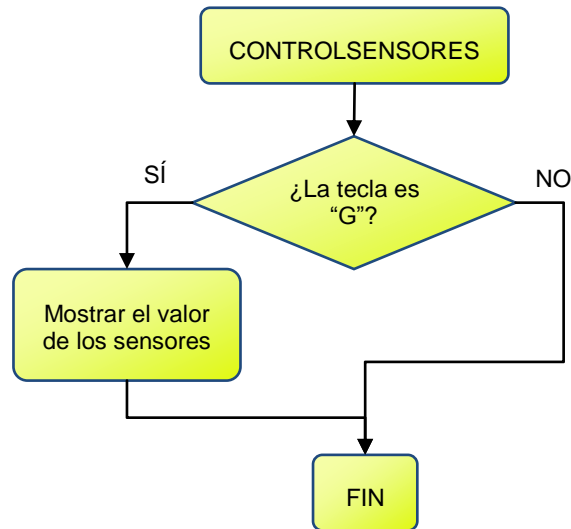 CONTROLSENSORES
¿La tecla es
“G”?
SÍ
NO
Mostrar el valor
de los sensores
FIN